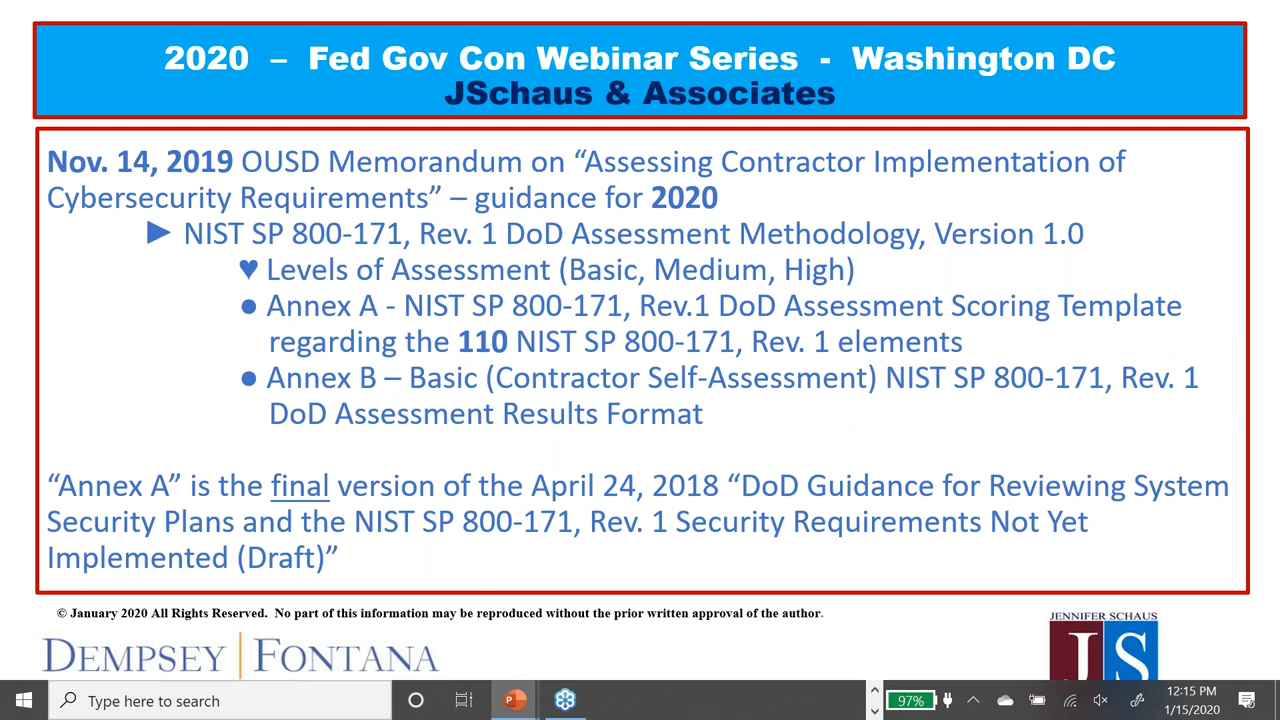 2020 – Fed Gov Con Webinar Series - Washington DC
JSchaus & Associates
Nov. 14, 2019 OUSD Memorandum on “Assessing Contractor Implementation of
Cybersecurity Requirements” – guidance for 2020
► NIST SP 800-171, Rev. 1 DoD Assessment Methodology, Version 1.0
♥ Levels of Assessment (Basic, Medium, High)
● Annex A - NIST SP 800-171, Rev.1 DoD Assessment Scoring Template
regarding the 110 NIST SP 800-171, Rev. 1 elements
● Annex B – Basic (Contractor Self-Assessment) NIST SP 800-171, Rev. 1
DoD Assessment Results Format
“Annex A” is the final version of the April 24, 2018 “DoD Guidance for Reviewing System
Security Plans and the NIST SP 800-171, Rev. 1 Security Requirements Not Yet
Implemented (Draft)”
© January 2020 All Rights Reserved. No part of this information may be reproduced without the prior written approval of the author.
DEMPSEY | FONTANA
JENNIFER SCHAUS
JS
Type here to search
97%
12:15 PM
1/15/2020